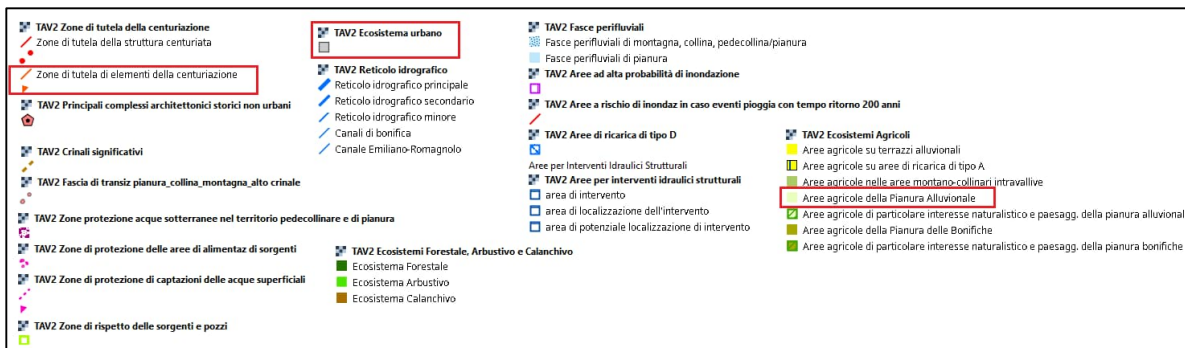 TAV2 Zone di tutela della centuriazione
Zone di tutela della struttura centuriata
Zone di tutela di elementi della centuriazione
TAV2 Principali complessi architettonici storici non urbani
TAV2 Crinali significativi
TAV2 Fascia di transiz pianura_collina_montagna_alto crinale
TAV2 Zone protezione acque sotterranee nel territorio pedecollinare e di pianura
TAV2 Zone di protezione delle aree di alimentaz di sorgenti
TAV2 Zone di protezione di captazioni delle acque superficiali
TAV2 Zone di rispetto delle sorgenti e pozzi
TAV2 Ecosistema urbano
TAV2 Reticolo idrografico
Reticolo idrografico principale
Reticolo idrografico secondario
Reticolo idrografico minore
Canali di bonifica
Canale Emiliano-Romagnolo
TAV2 Ecosistemi Forestale, Arbustivo e Calanchivo
Ecosistema Forestale
Ecosistema Arbustivo
Ecosistema Calanchivo
TAV2 Fasce perifluviali
Fasce perifluviali di montagna, collina, pedecollina/pianura
Fasce perifluviali di pianura
TAV2 Aree ad alta probabilità di inondazione
TAV2 Aree a rischio di inondaz in caso eventi pioggia con tempo ritorno 200 anni
TAV2 Aree di ricarica di tipo D
Aree per Interventi Idraulici Strutturali
TAV2 Aree per interventi idraulici strutturali
area di intervento
area di localizzazione dell'intervento
area di potenziale localizzazione di intervento
TAV2 Ecosistemi Agricoli
Aree agricole su terrazzi alluvionali
Aree agricole su aree di ricarica di tipo A
Aree agricole nelle aree montano-collinari intravallive
Aree agricole della Pianura Alluvionale
Aree agricole di particolare interesse naturalistico e paesagg. della pianura alluvional
Aree agricole della Pianura delle Bonifiche
Aree agricole di particolare interesse naturalistico e paesagg. della pianura bonifiche